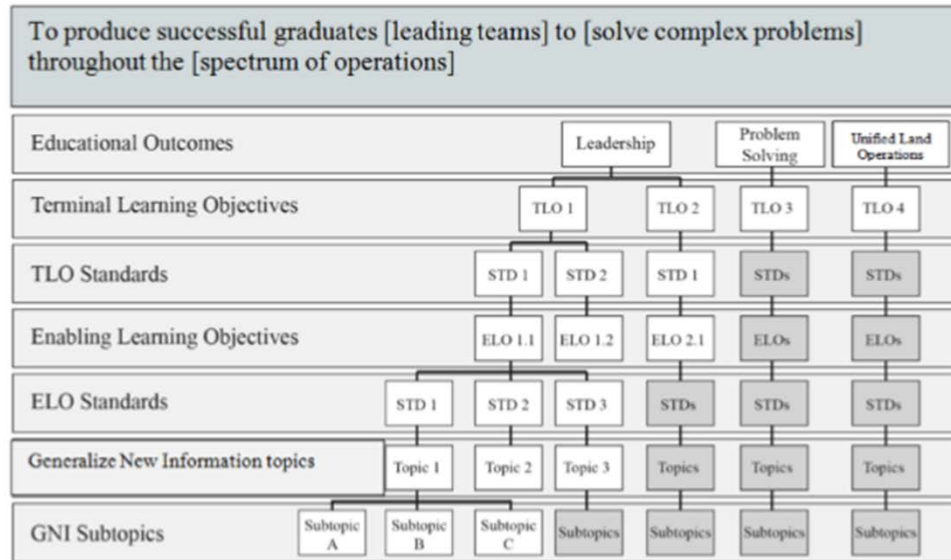 To produce successful graduates [leading teams] to [solve complex problems]
throughout the [spectrum of operations]
Educational Outcomes
Leadership
Problem
Solving
Unified Land
Operations
Terminal Learning Objectives
TLO 1
TLO 2
TLO 3
TLO 4
TLO Standards
STD 1
STD 2
STD 1
STDs
STDs
Enabling Learning Objectives
ELO 1.1
ELO 1.2
ELO 2.1
ELOs
ELOs
ELO Standards
STD 1
STD 2
STD 3
STDs
STDs
STDs
Generalize New Information topics
Topic 1
Topic 2
Topic 3
Topics
Topics
Topics
GNI Subtopics
Subtopic
A
Subtopic
B
Subtopic
C
Subtopics
Subtopics
Subtopics
Subtopics